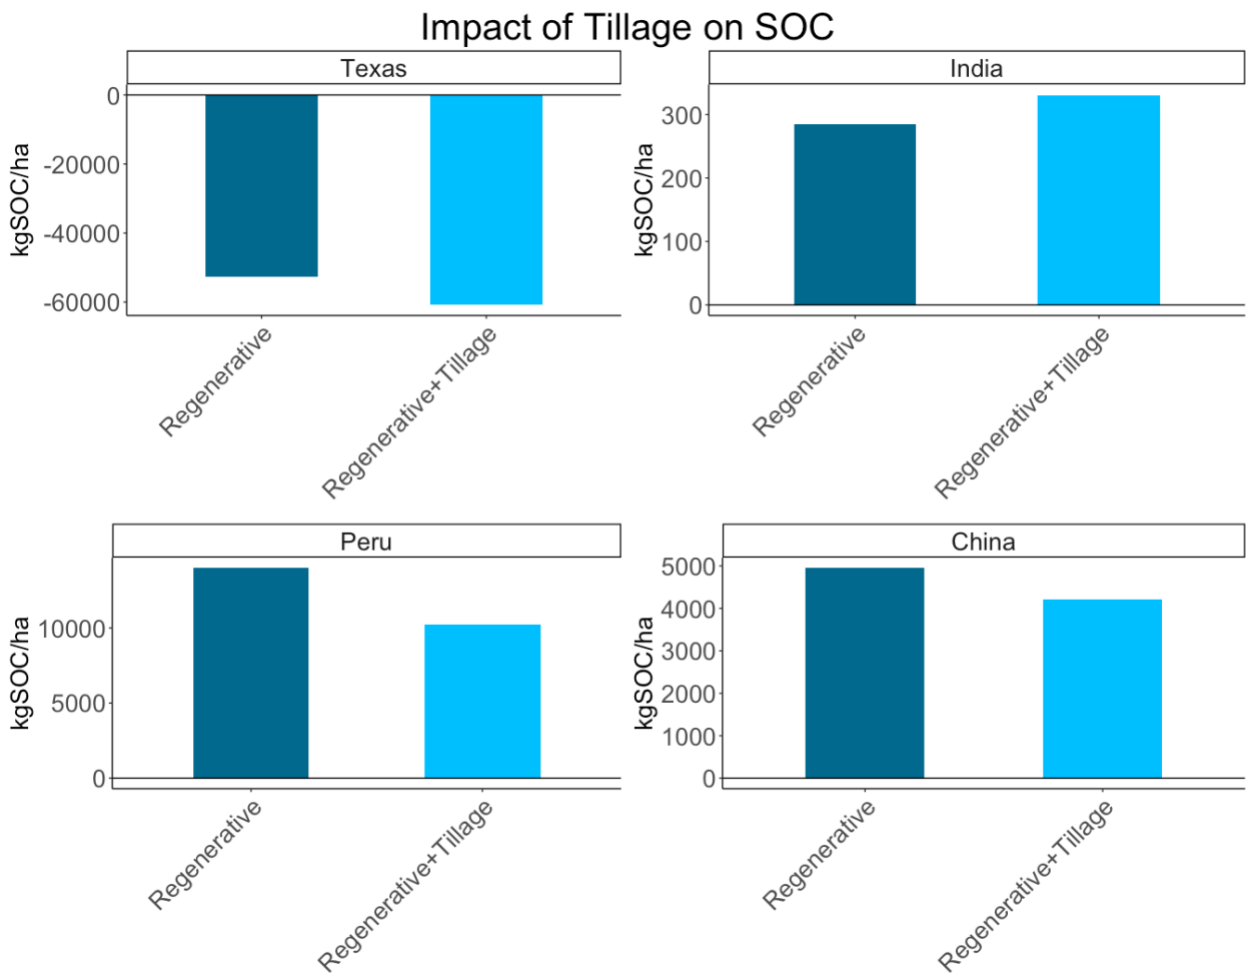 Impact of Tillage on SOC
Texas
kgSOC/ha
0
-20000
-40000
-60000
Regenerative
Regenerative+Tillage
India
kgSOC/ha
300
200
100
0
Regenerative
Regenerative+Tillage
Peru
kgSOC/ha
10000
5000
0
Regenerative
Regenerative+Tillage
China
kgSOC/ha
5000
4000
3000
2000
1000
0
Regenerative
Regenerative+Tillage